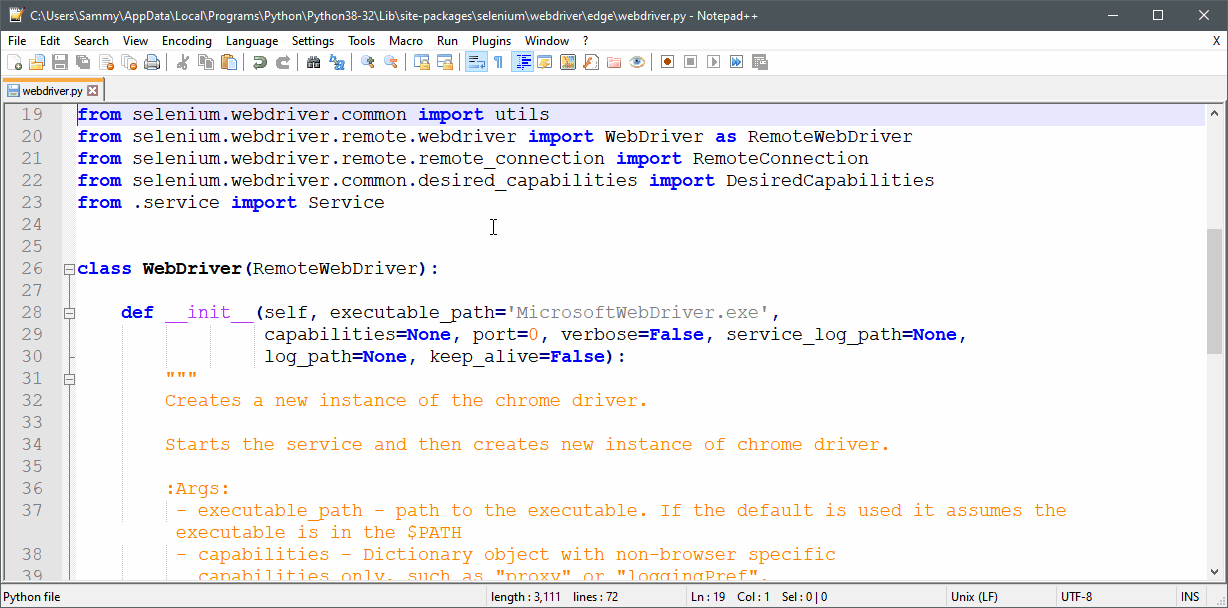 C:\Users\Sammy\AppData\Local\Programs\Python\Python38-32\Lib\site-packages\selenium\webdriver\edge\webdriver.py - Notepad++
File Edit Search View Encoding Language Settings Tools Macro Run Plugins Window ? X
webdriver.py
19 from selenium.webdriver.common import utils
20 from selenium.webdriver.remote.webdriver import WebDriver as RemoteWebDriver
21 from selenium.webdriver.remote.remote_connection import RemoteConnection
22 from selenium.webdriver.common.desired_capabilities import DesiredCapabilities
23 from .service import Service
24
25
26 class WebDriver(RemoteWebDriver):
27
28     def __init__(self, executable_path='MicrosoftWebDriver.exe',
29                  capabilities=None, port=0, verbose=False, service_log_path=None,
30                  log_path=None, keep_alive=False):
31         """
32         Creates a new instance of the chrome driver.
33
34         Starts the service and then creates new instance of chrome driver.
35
36         :Args:
37          - executable_path - path to the executable. If the default is used it assumes the
executable is in the $PATH
38          - capabilities - Dictionary object with non-browser specific
39            capabilities only, such as "proxy" or "loggingPref".
Python file length : 3,111 lines : 72 Ln : 19 Col : 1 Sel : 0 | 0 Unix (LF) UTF-8 INS